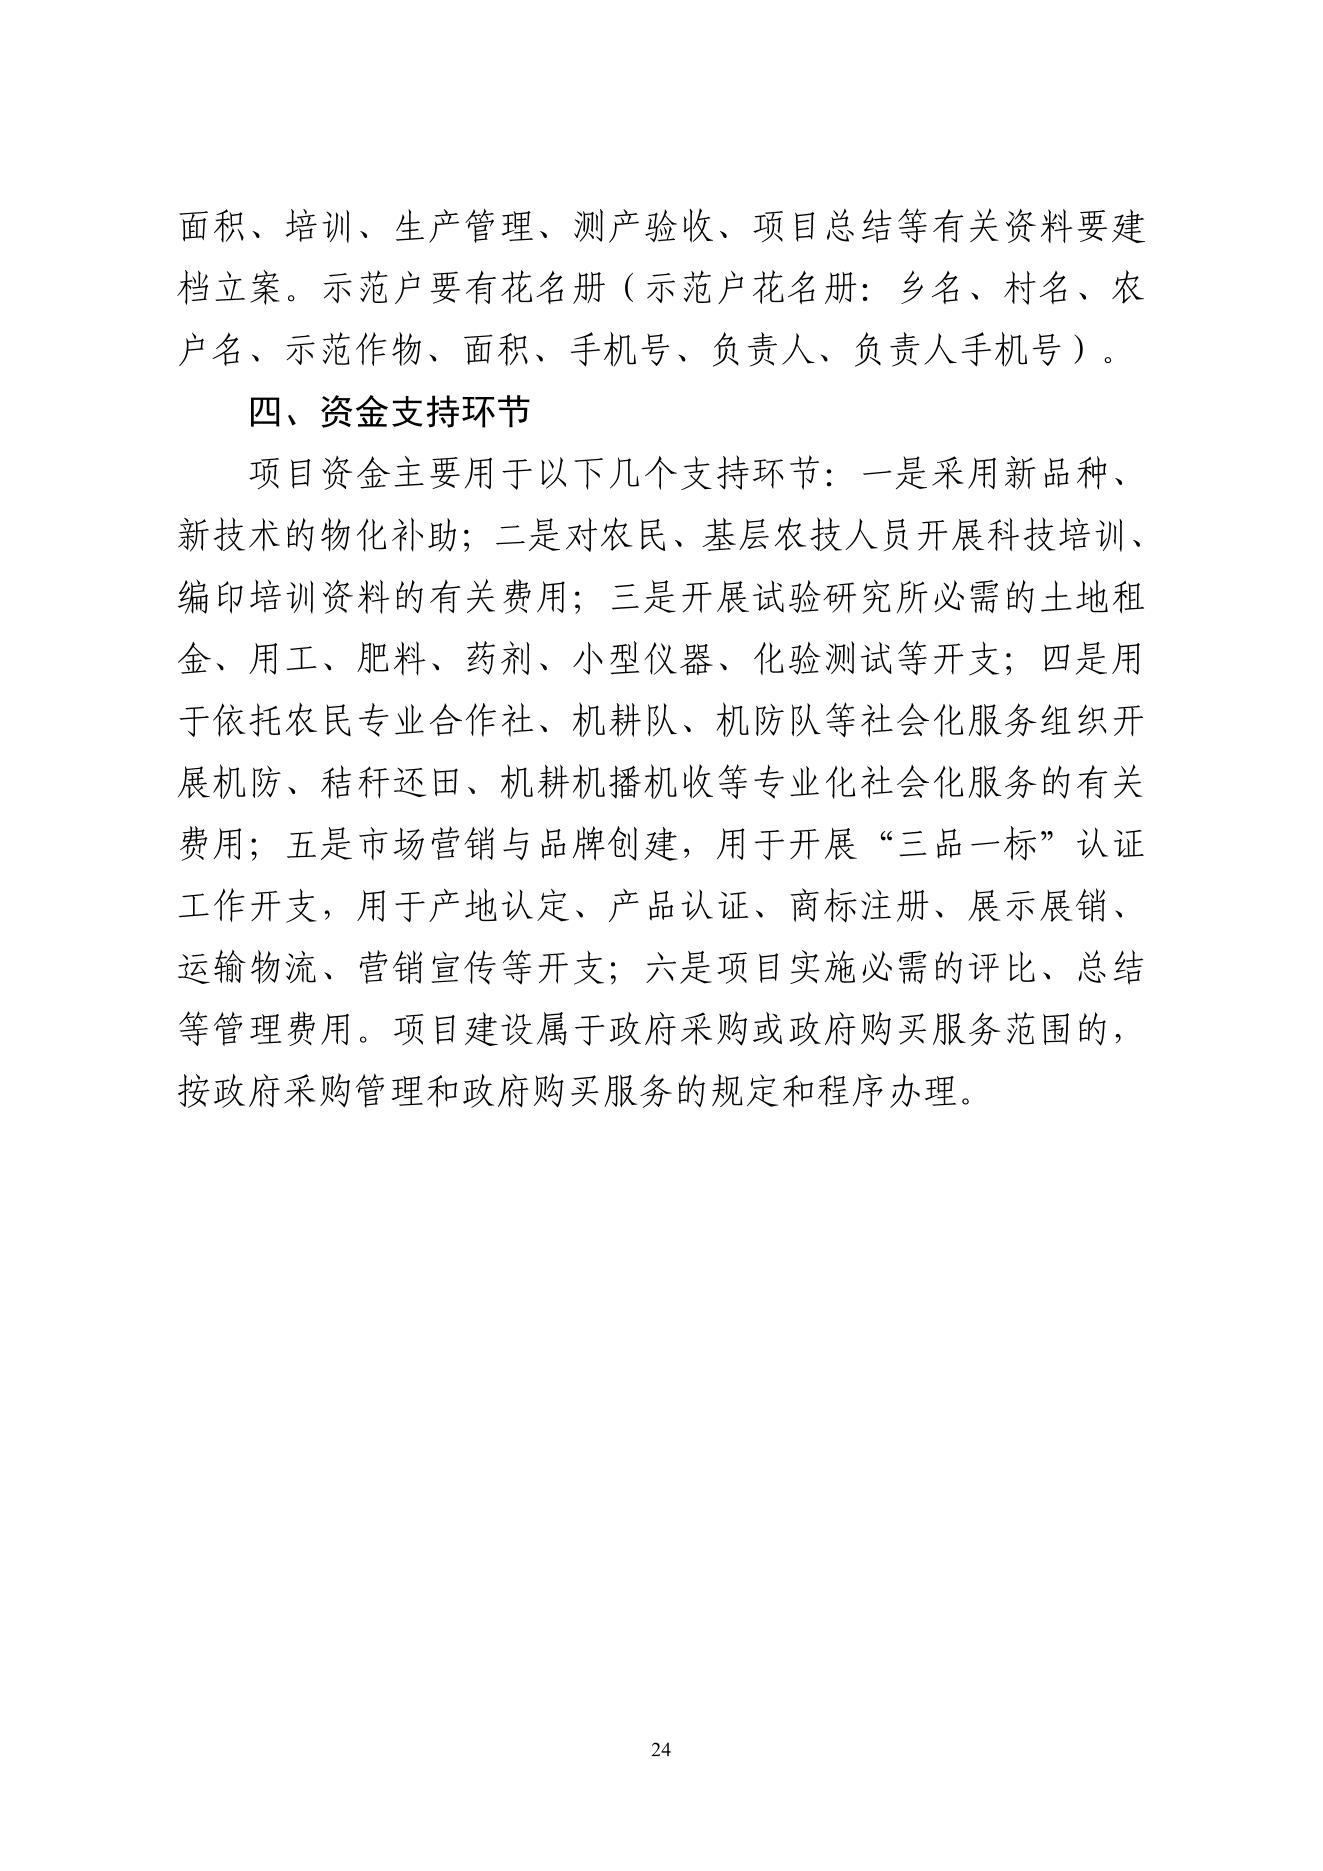 面积、培训、生产管理、测产验收、项目总结等有关资料要建
档立案。示范户要有花名册（示范户花名册：乡名、村名、农
户名、示范作物、面积、手机号、负责人、负责人手机号）。
四、资金支持环节
项目资金主要用于以下几个支持环节：一是采用新品种、
新技术的物化补助；二是对农民、基层农技人员开展科技培训、
编印培训资料的有关费用；三是开展试验研究所必需的土地租
金、用工、肥料、药剂、小型仪器、化验测试等开支；四是用
于依托农民专业合作社、机耕队、机防队等社会化服务组织开
展机防、秸秆还田、机耕机播机收等专业化社会化服务的有关
费用；五是市场营销与品牌创建，用于开展“三品一标”认证
工作开支，用于产地认定、产品认证、商标注册、展示展销、
运输物流、营销宣传等开支；六是项目实施必需的评比、总结
等管理费用。项目建设属于政府采购或政府购买服务范围的，
按政府采购管理和政府购买服务的规定和程序办理。
24